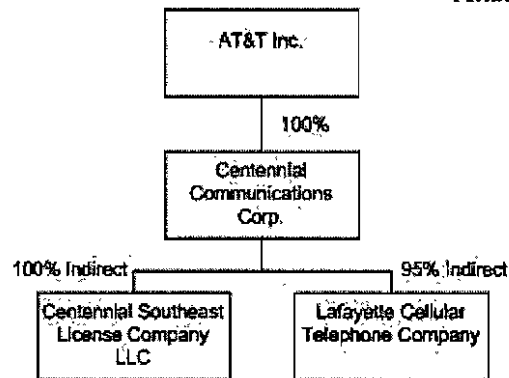 AT&T Inc.
100%
Centennial
Communications
Corp.
100% Indirect
95% Indirect
Centennial Southeast
License Company
LLC
Lafayette Cellular
Telephone Company